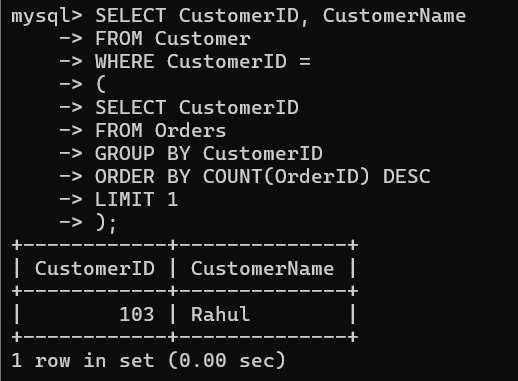 mysql> SELECT CustomerID, CustomerName
    -> FROM Customer
    -> WHERE CustomerID =
    -> (
    -> SELECT CustomerID
    -> FROM Orders
    -> GROUP BY CustomerID
    -> ORDER BY COUNT(OrderID) DESC
    -> LIMIT 1
    -> );
+------------+--------------+
| CustomerID | CustomerName |
+------------+--------------+
|        103 | Rahul        |
+------------+--------------+
1 row in set (0.00 sec)